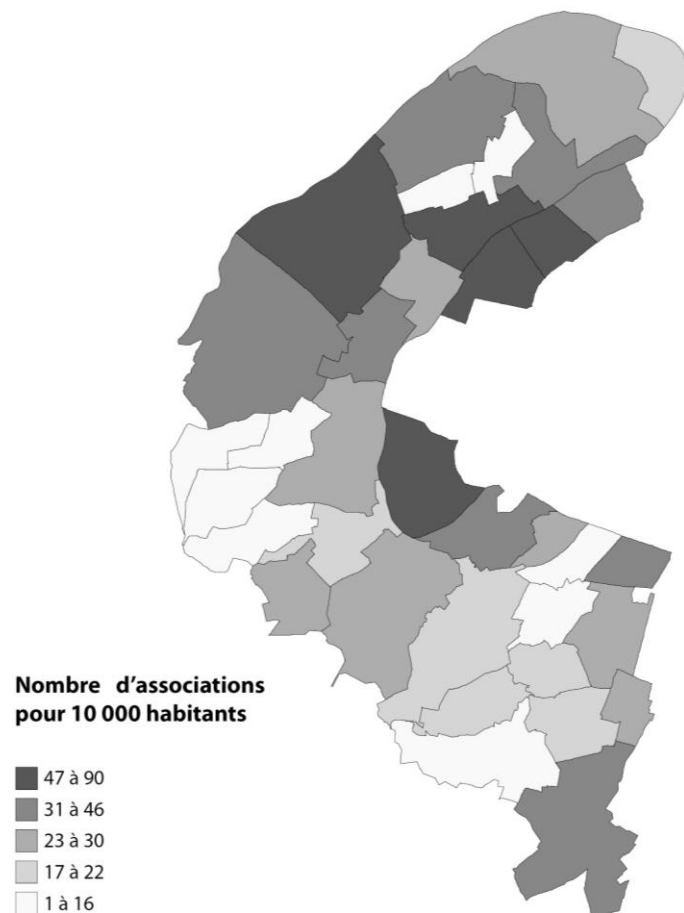 Nombre d'associations
pour 10 000 habitants
47 à 90
31 à 46
23 à 30
17 à 22
1 à 16